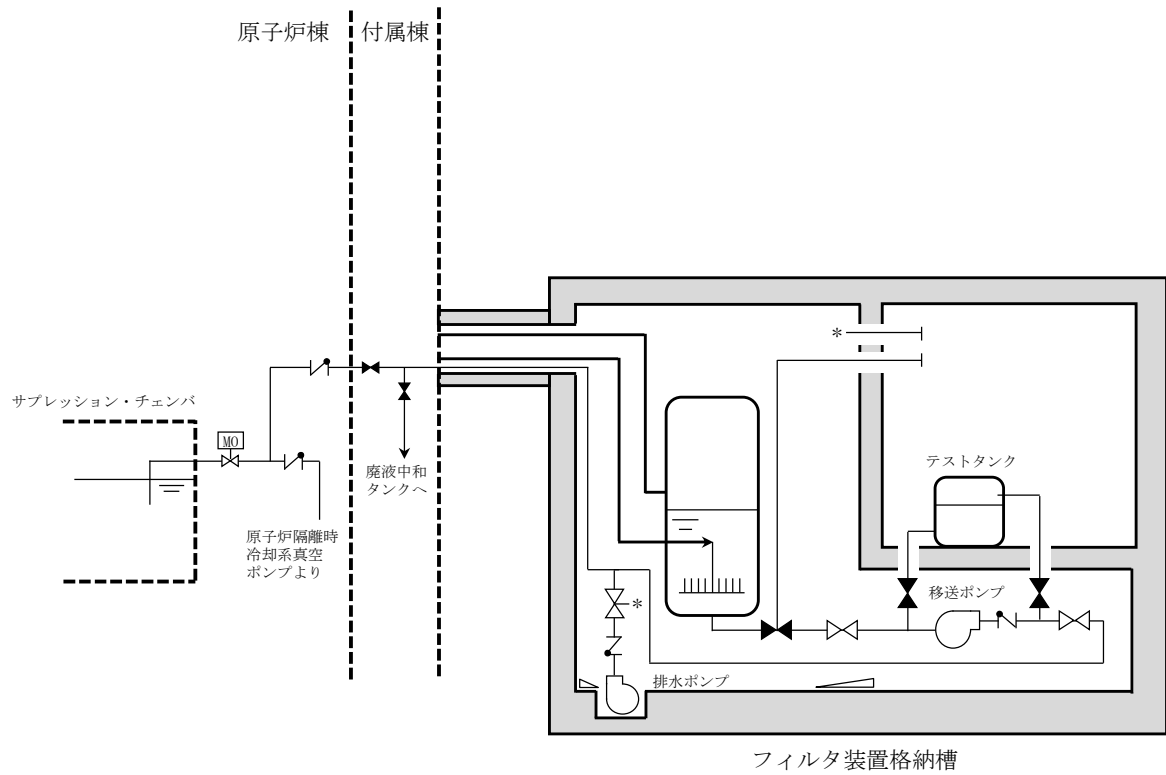 原子炉棟
付属棟
*
サプレッション・チェンバ
MO
テストタンク
廃液中和
タンクへ
原子炉隔離時
冷却系真空
ポンプより
移送ポンプ
*
排水ポンプ
フィルタ装置格納槽